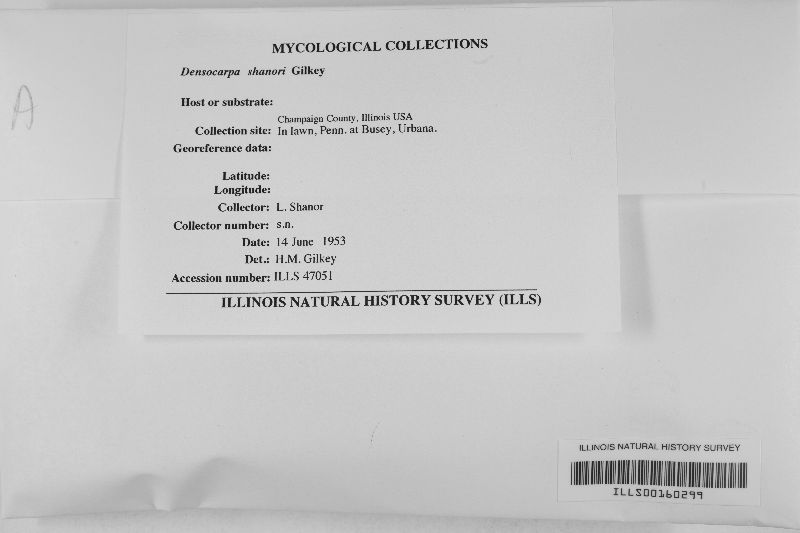 MYCOLOGICAL COLLECTIONS
Densocarpa shanori Gilkey
Host or substrate:
Champaign County, Illinois USA
Collection site: In lawn, Penn. at Busey, Urbana.
Georeference data:
Latitude:
Longitude:
Collector: L. Shanor
Collector number: s.n.
Date: 14 June 1953
Det.: H.M. Gilkey
Accession number: ILLS 47051
ILLINOIS NATURAL HISTORY SURVEY (ILLS)
A
ILLINOIS NATURAL HISTORY SURVEY
ILLS00160299